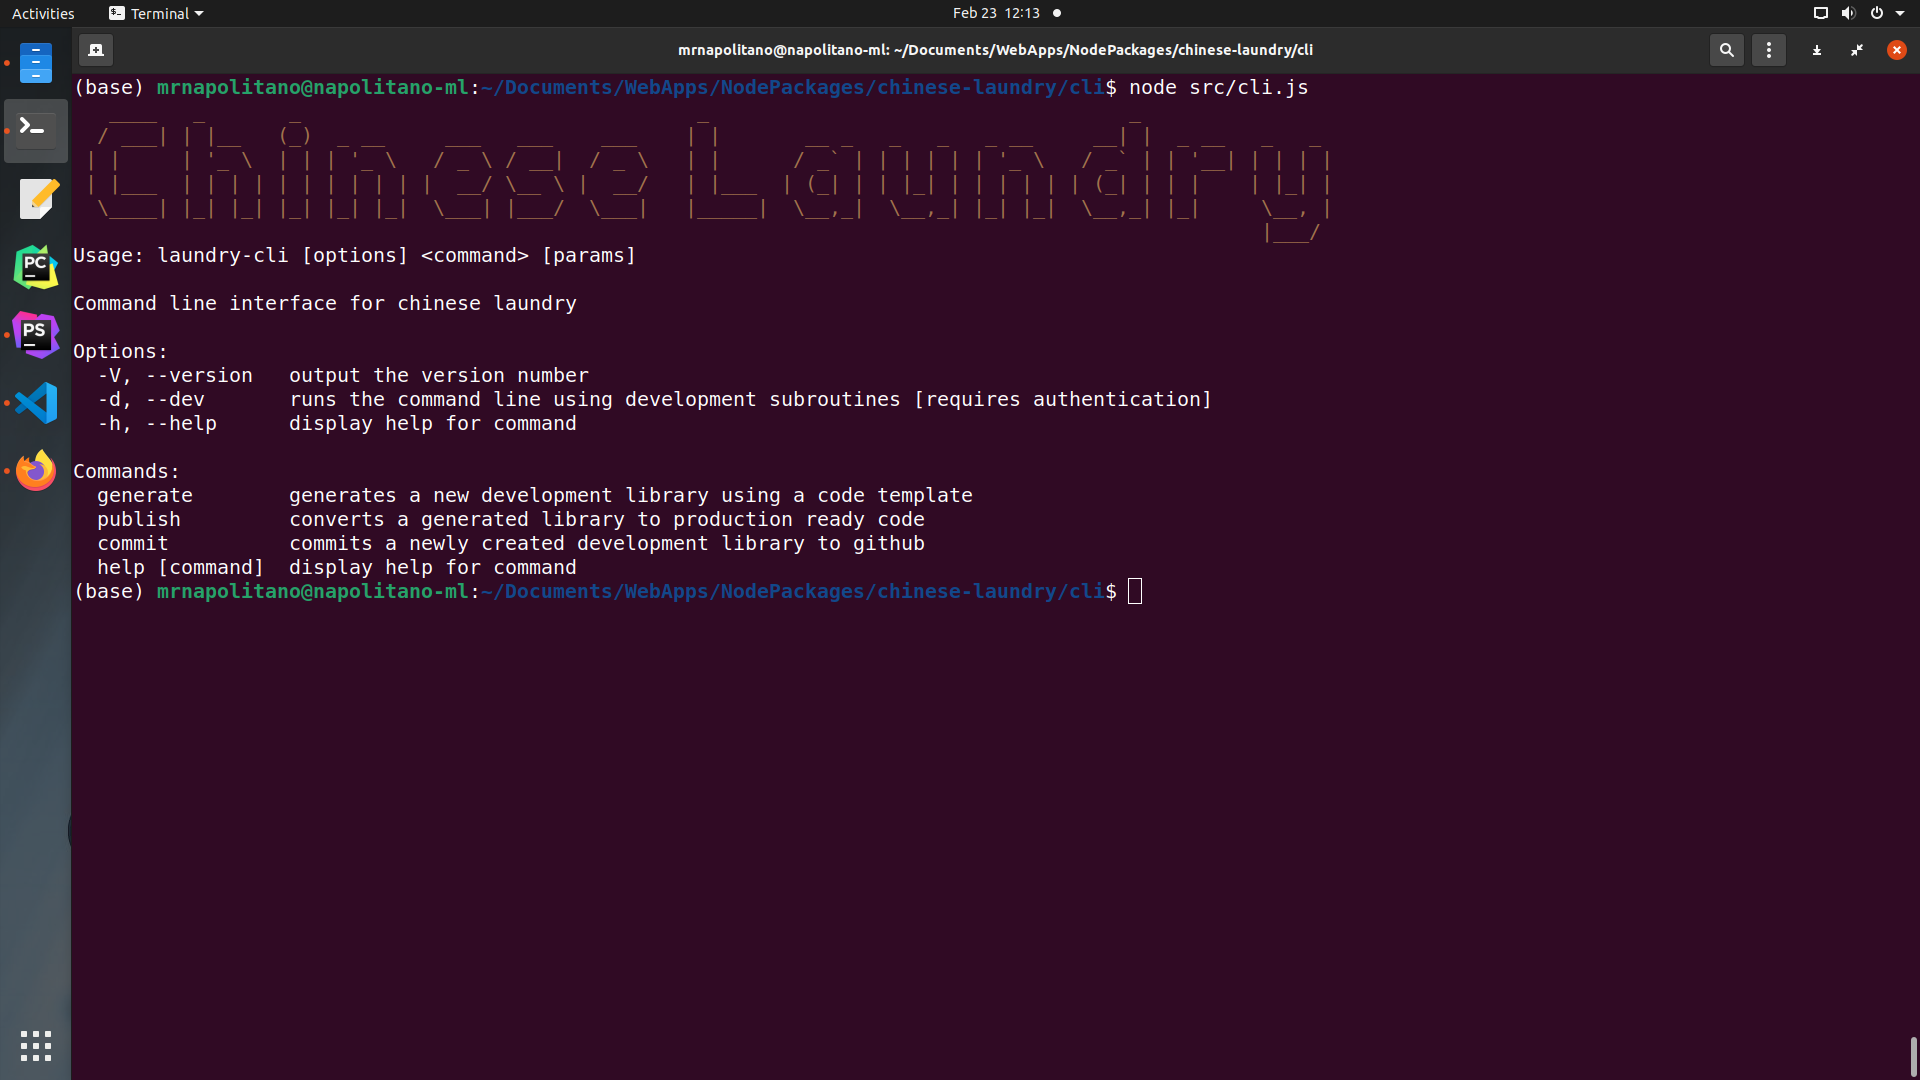 Activities
Terminal
Feb 23 12:13
mrnapolitano@napolitano-ml: ~/Documents/WebApps/NodePackages/chinese-laundry/cli
(base) mrnapolitano@napolitano-ml:~/Documents/WebApps/NodePackages/chinese-laundry/cli$ node src/cli.js
Chinese Laundry
Usage: laundry-cli [options] <command> [params]
Command line interface for chinese laundry
Options:
-V, --version output the version number
-d, --dev runs the command line using development subroutines [requires authentication]
-h, --help display help for command
Commands:
generate generates a new development library using a code template
publish converts a generated library to production ready code
commit commits a newly created development library to github
help [command] display help for command
(base) mrnapolitano@napolitano-ml:~/Documents/WebApps/NodePackages/chinese-laundry/cli$
PC
PS